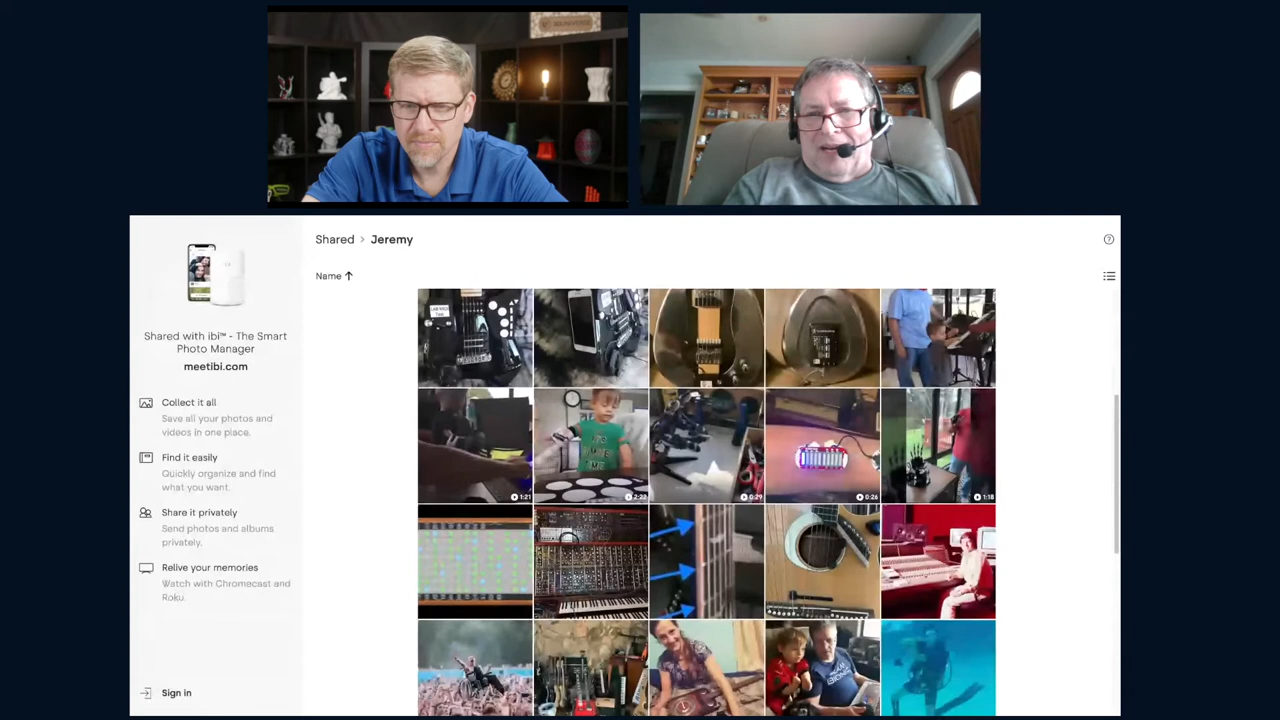 Shared > Jeremy
Name ↑
Shared with ibi™ - The Smart
Photo Manager
meetibi.com
Collect it all
Save all your photos and
videos in one place.
Find it easily
Quickly organize and find
what you want.
Share it privately
Send photos and albums
privately.
Relive your memories
Watch with Chromecast and
Roku.
Sign in
1:21
2:22
0:29
0:26
1:18